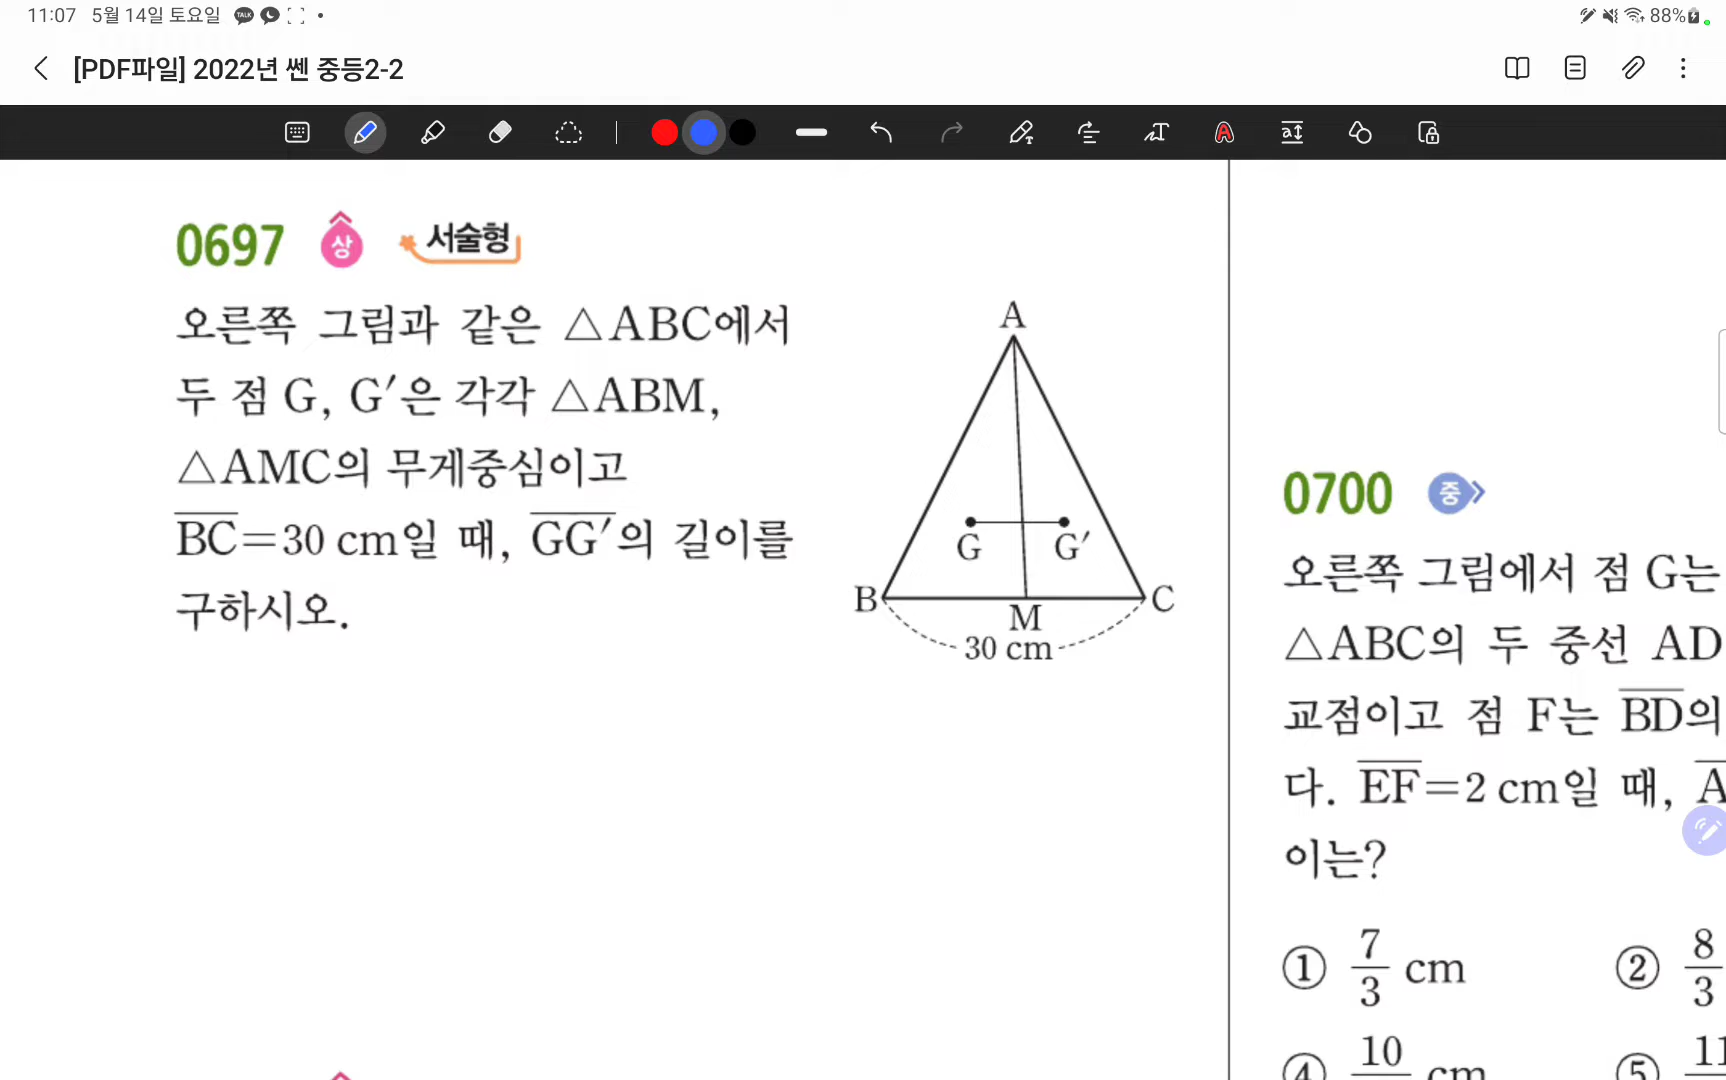 11:07 5월 14일 토요일 TALK
88%
[PDF파일] 2022년 쎈 중등2-2
0697 상 서술형
오른쪽 그림과 같은 △ABC에서
두 점 G, G′은 각각 △ABM,
△AMC의 무게중심이고
BC=30 cm일 때, GG′의 길이를
구하시오.
A
G G′
B M C
30 cm
0700 중
오른쪽 그림에서 점 G는
△ABC의 두 중선 AD
교점이고 점 F는 BD의
다. EF=2 cm일 때, A
이는?
① 7/3 cm ② 8/3
④ 10 cm ⑤ 11